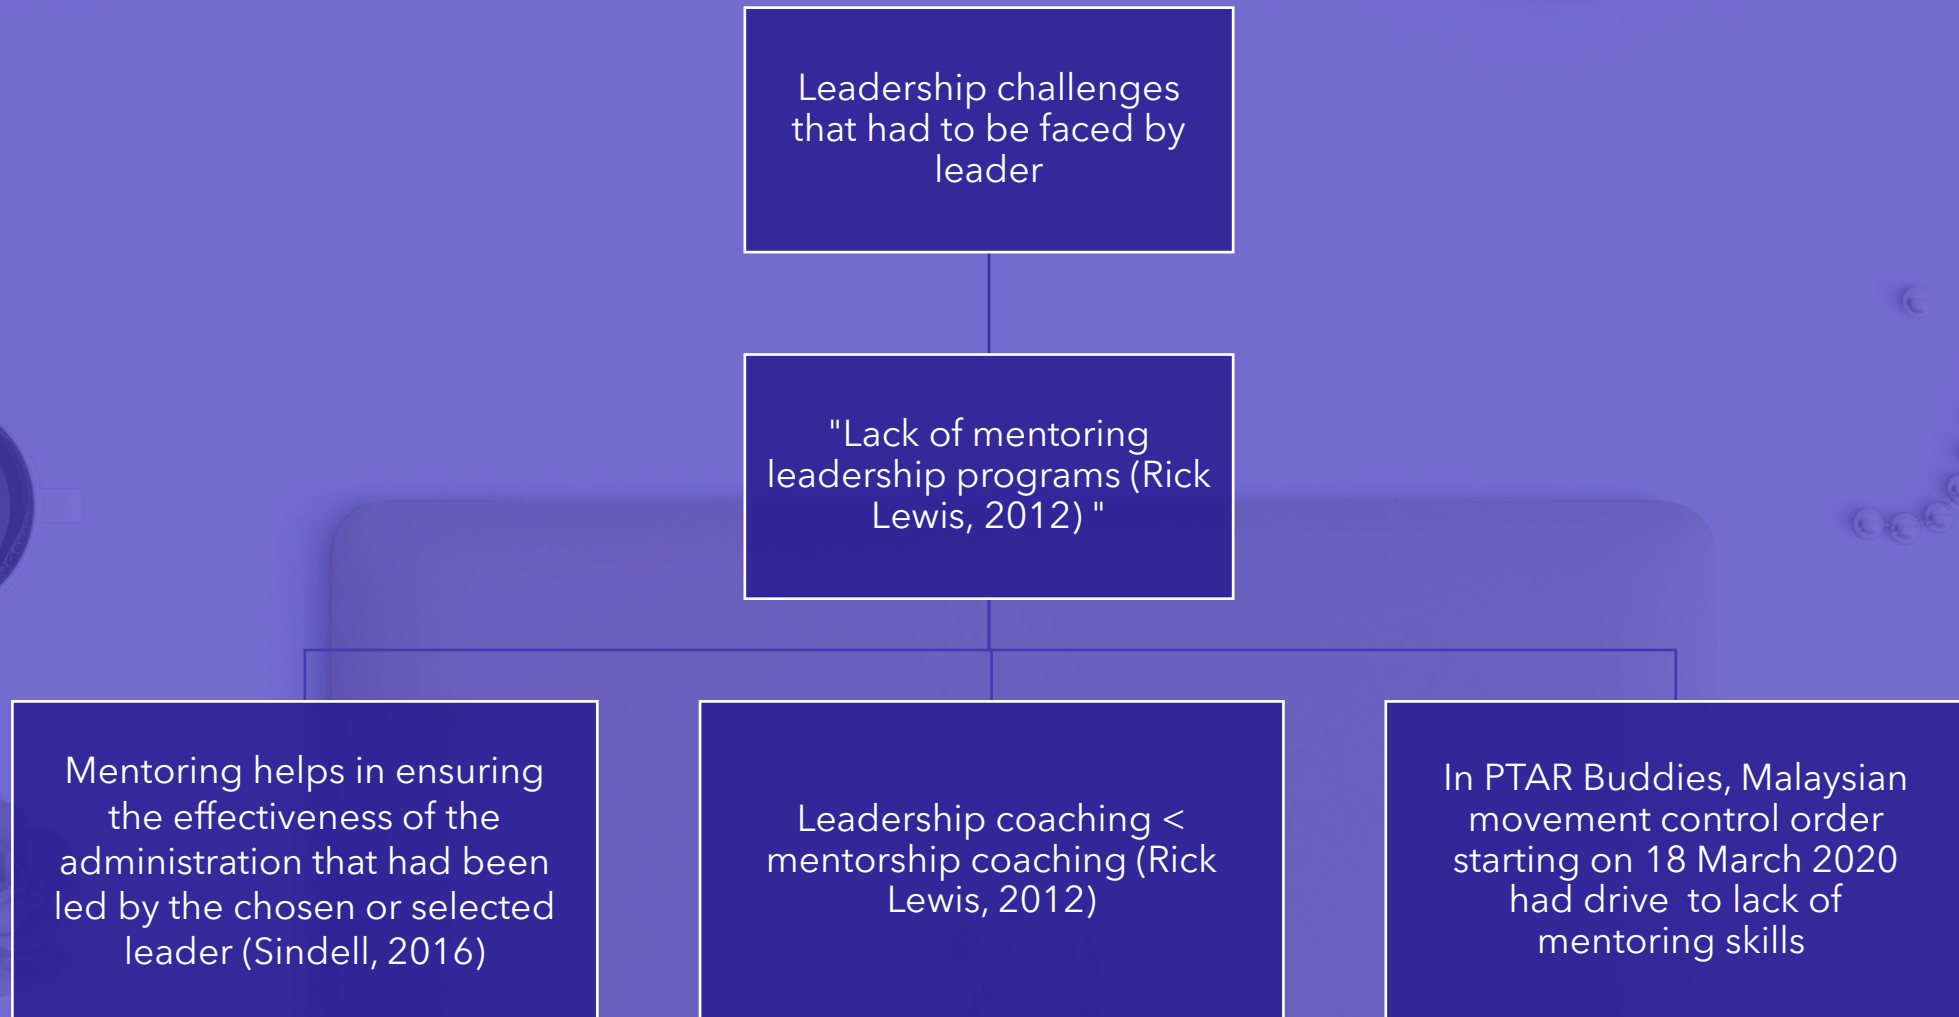 Leadership challenges
that had to be faced by
leader
"Lack of mentoring
leadership programs (Rick
Lewis, 2012) "
Mentoring helps in ensuring
the effectiveness of the
administration that had been
led by the chosen or selected
leader (Sindell, 2016)
Leadership coaching <
mentorship coaching (Rick
Lewis, 2012)
In PTAR Buddies, Malaysian
movement control order
starting on 18 March 2020
had drive  to lack of
mentoring skills